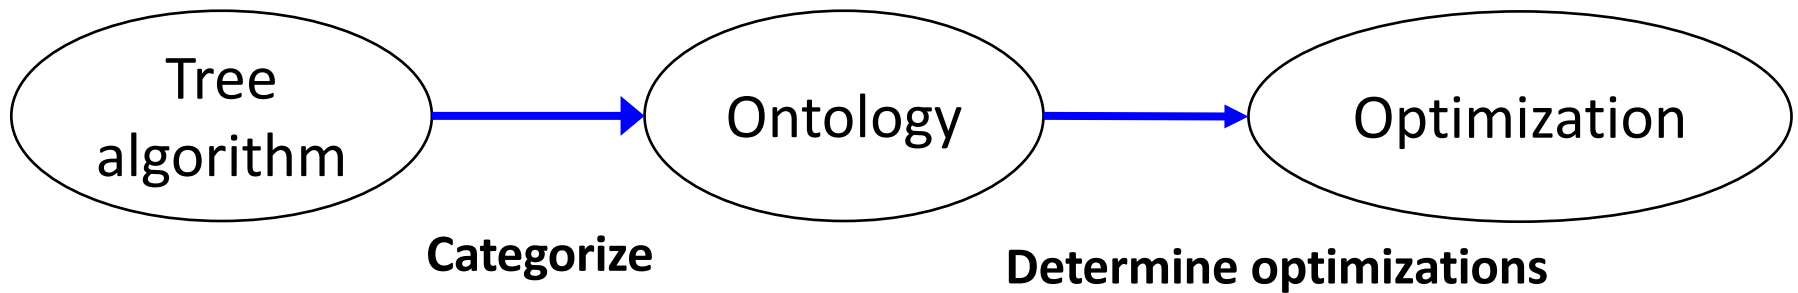 Tree
algorithm
Ontology
Optimization
Categorize
Determine optimizations